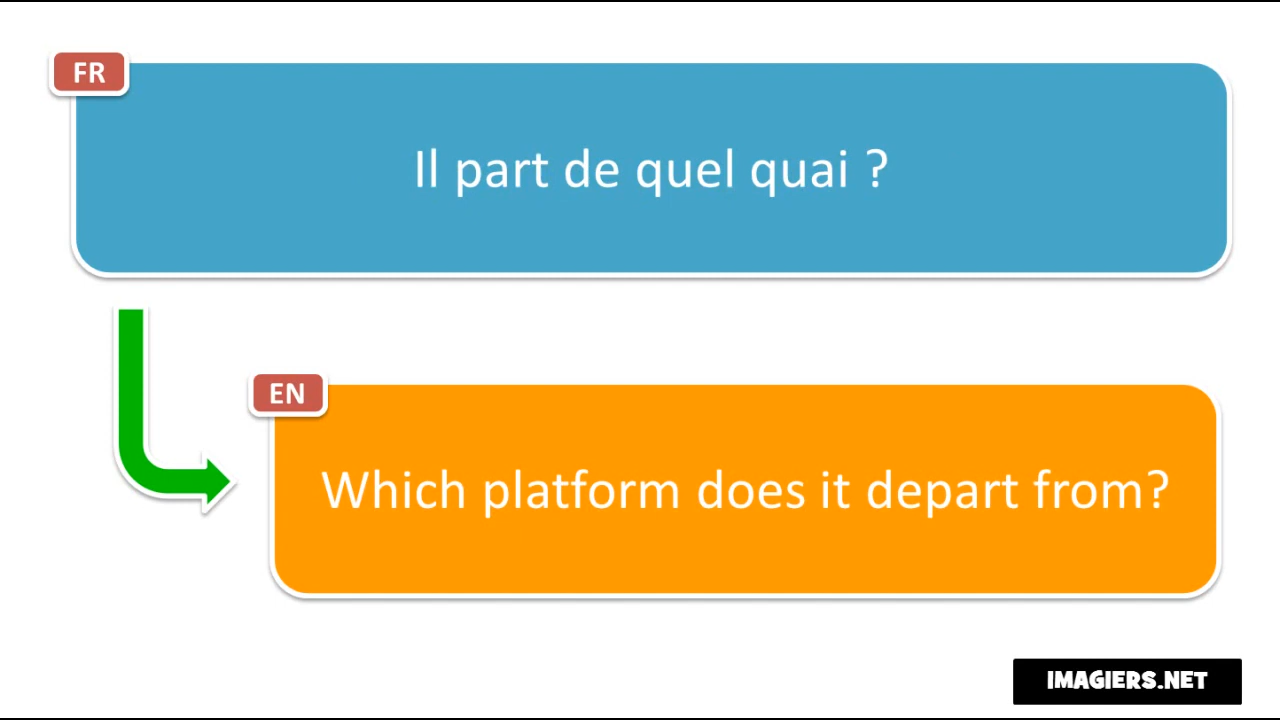 FR
Il part de quel quai ?
EN
Which platform does it depart from?
IMAGIERS.NET